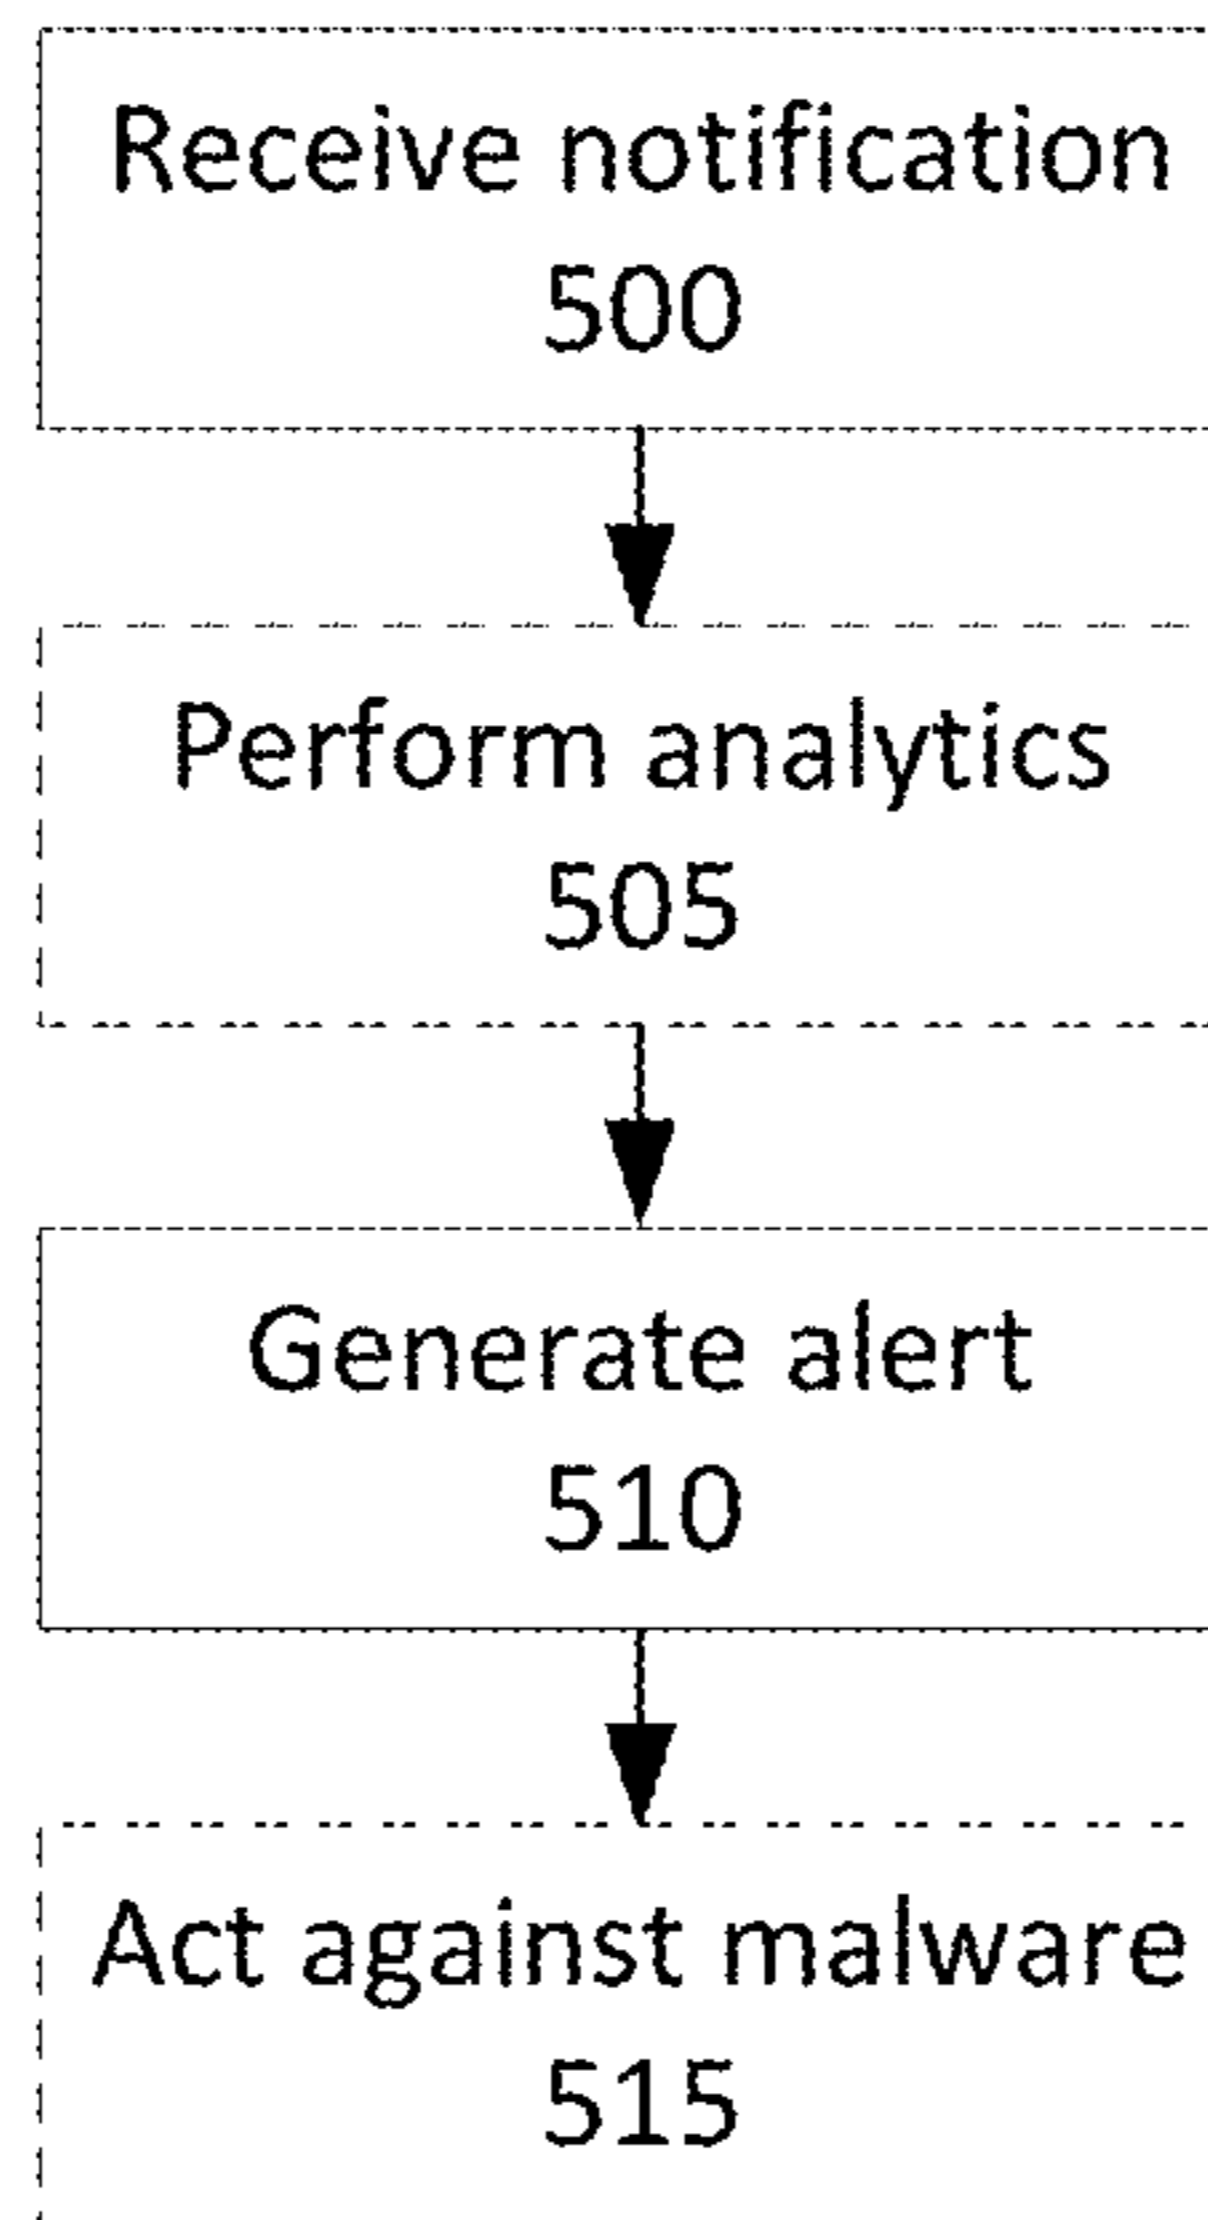 Receive notification
500
Perform analytics
505
Generate alert
510
Act against malware
515